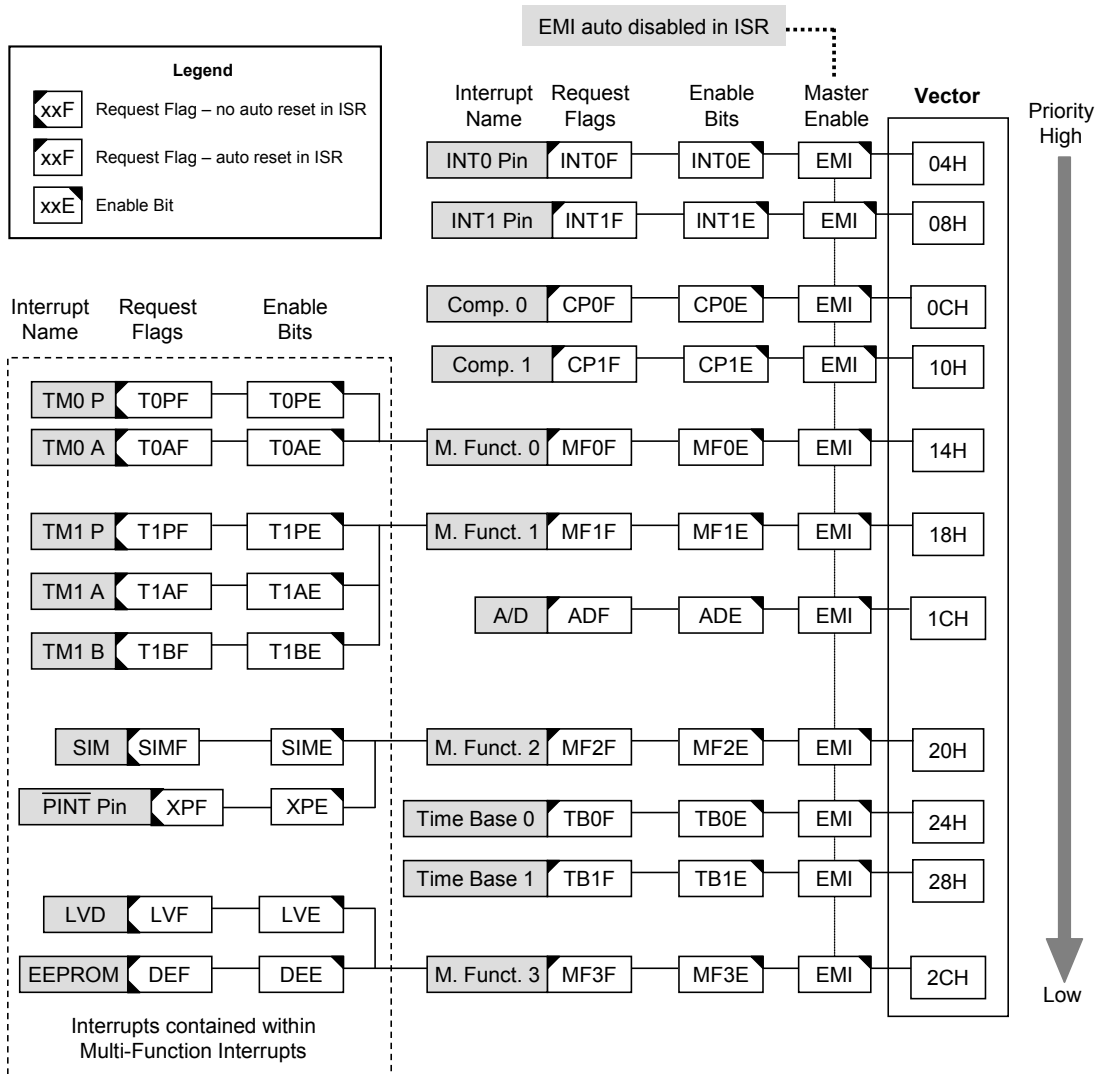 EMI auto disabled in ISR
Legend
xxF Request Flag – no auto reset in ISR
xxF Request Flag – auto reset in ISR
xxE Enable Bit
Interrupt Name Request Flags Enable Bits Master Enable Vector Priority High
INT0 Pin INT0F INT0E EMI 04H
INT1 Pin INT1F INT1E EMI 08H
Comp. 0 CP0F CP0E EMI 0CH
Comp. 1 CP1F CP1E EMI 10H
Interrupt Name Request Flags Enable Bits
TM0 P T0PF T0PE
TM0 A T0AF T0AE M. Funct. 0 MF0F MF0E EMI 14H
TM1 P T1PF T1PE M. Funct. 1 MF1F MF1E EMI 18H
TM1 A T1AF T1AE
A/D ADF ADE EMI 1CH
TM1 B T1BF T1BE
SIM SIMF SIME M. Funct. 2 MF2F MF2E EMI 20H
PINT Pin XPF XPE
Time Base 0 TB0F TB0E EMI 24H
Time Base 1 TB1F TB1E EMI 28H
LVD LVF LVE
EEPROM DEF DEE M. Funct. 3 MF3F MF3E EMI 2CH
Low
Interrupts contained within
Multi-Function Interrupts